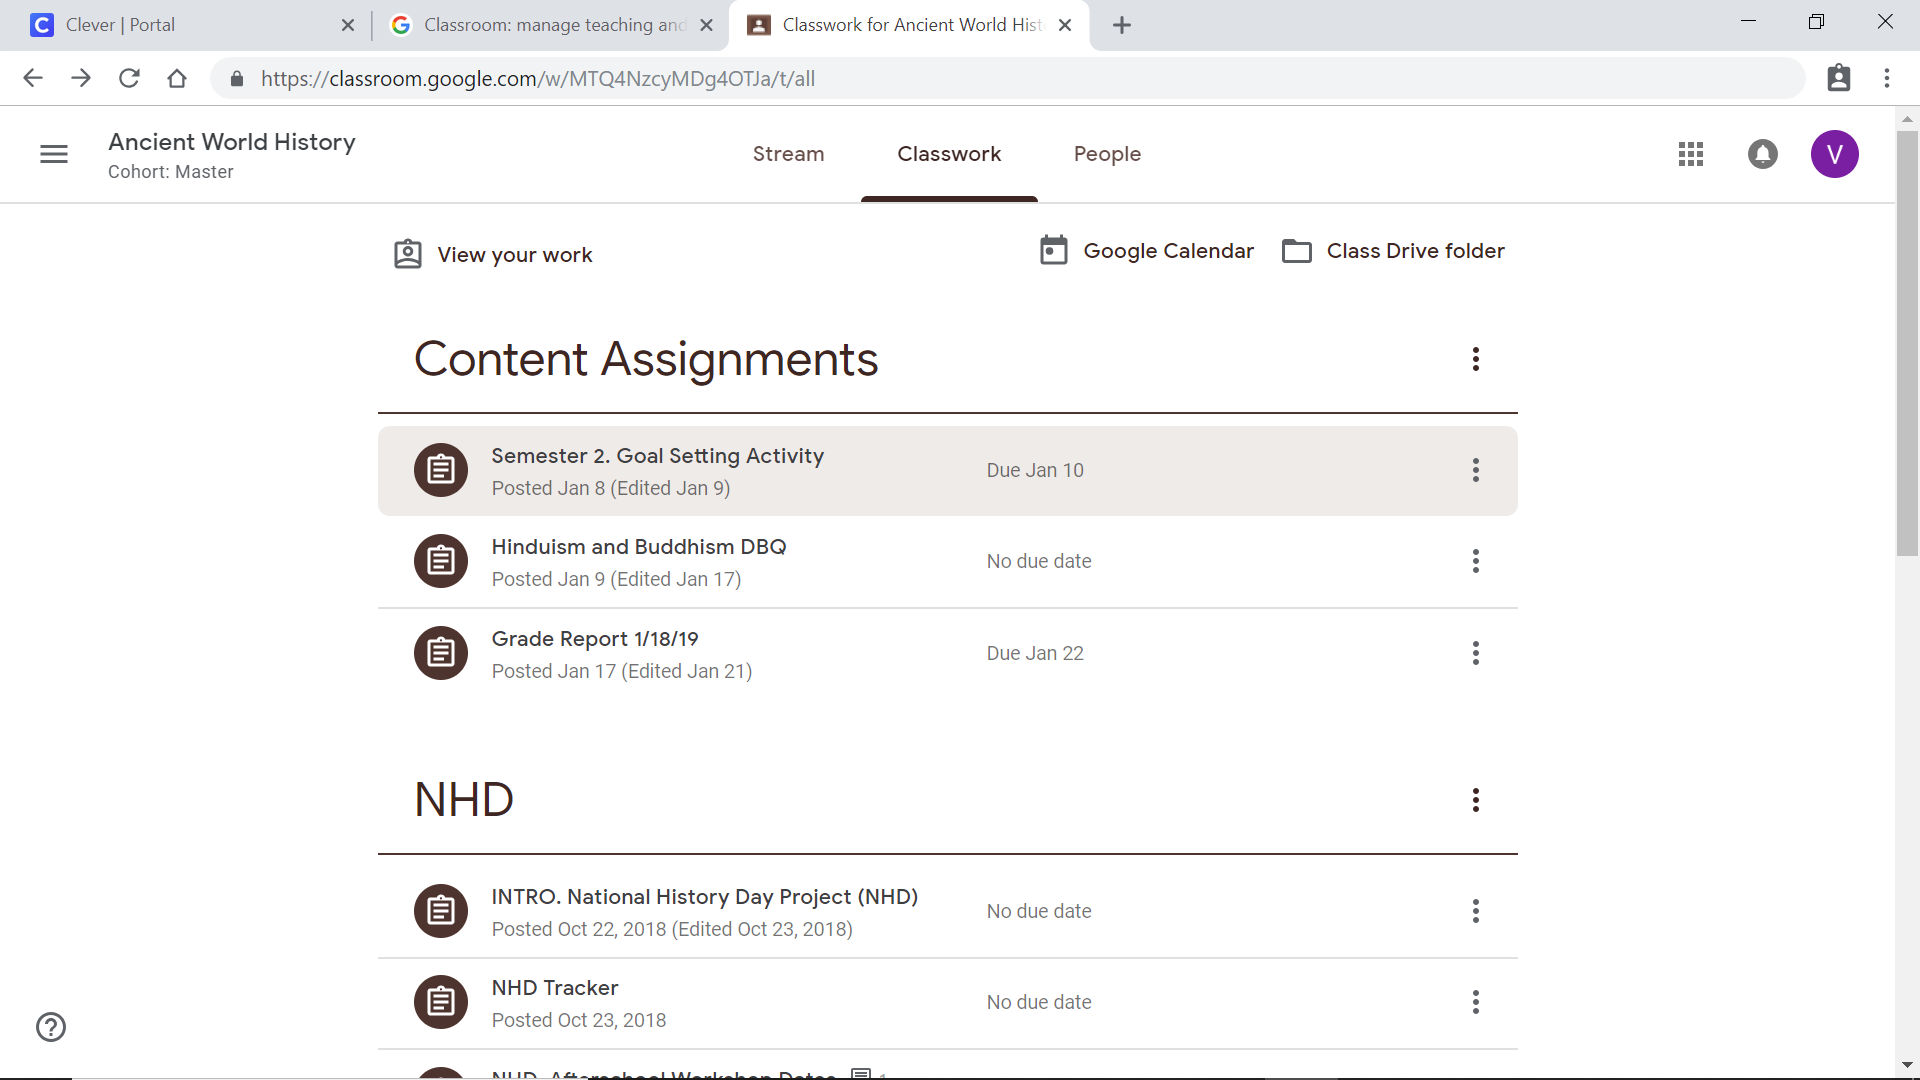 Clever | Portal
Classroom: manage teaching and
Classwork for Ancient World Hist
https://classroom.google.com/w/MTQ4NzcyMDg4OTJa/t/all
Ancient World History
Cohort: Master
Stream
Classwork
People
V
View your work
Google Calendar
Class Drive folder
Content Assignments
Semester 2. Goal Setting Activity
Due Jan 10
Posted Jan 8 (Edited Jan 9)
Hinduism and Buddhism DBQ
No due date
Posted Jan 9 (Edited Jan 17)
Grade Report 1/18/19
Due Jan 22
Posted Jan 17 (Edited Jan 21)
NHD
INTRO. National History Day Project (NHD)
No due date
Posted Oct 22, 2018 (Edited Oct 23, 2018)
NHD Tracker
No due date
Posted Oct 23, 2018
NHD. Afterschool Workshop Dates